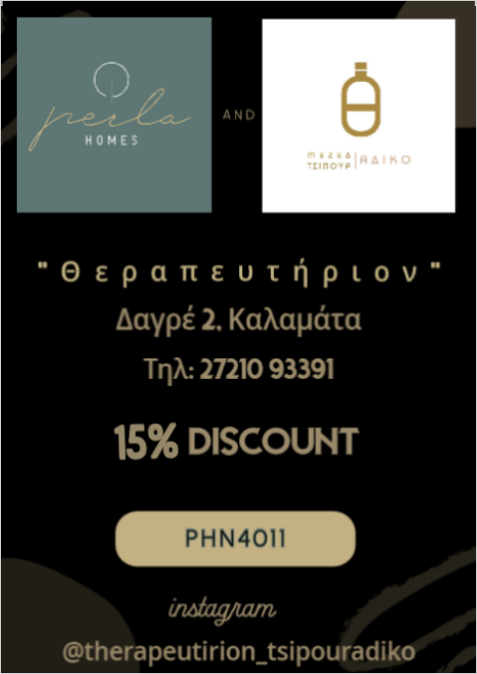 perla
HOMES
AND
ΜΕΖΕΔ
ΤΣΙΠΟΥΡ | ΑΔΙΚΟ
"Θεραπευτήριον"
Δαγρέ 2, Καλαμάτα
Τηλ: 27210 93391
15% DISCOUNT
PHN4011
instagram
@therapeutirion_tsipouradiko